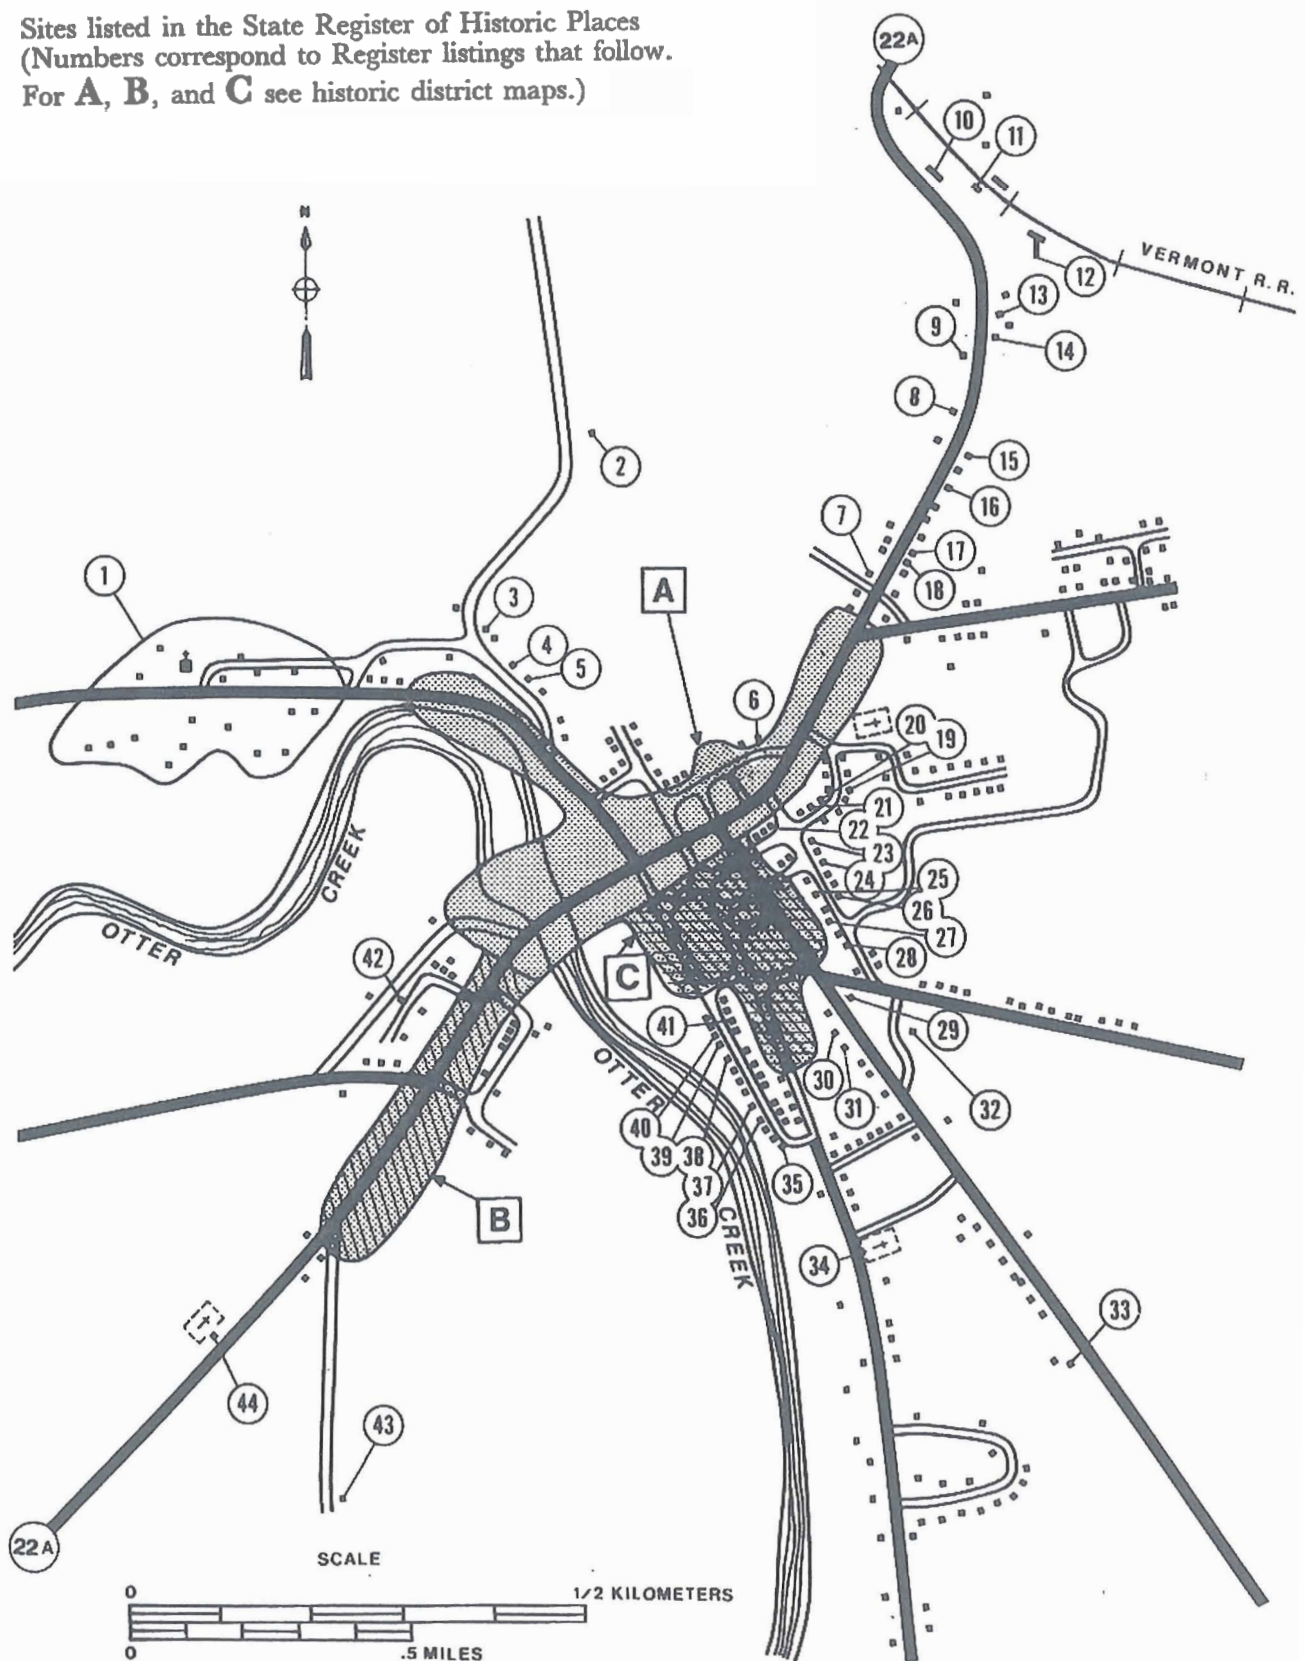 Sites listed in the State Register of Historic Places
(Numbers correspond to Register listings that follow.
For A, B, and C see historic district maps.)
22A
10
11
N
VERMONT R.R.
12
13
9
14
8
2
15
16
7
17
18
1
A
3
4
5
6
20
19
21
22
23
24
25
26
27
28
OTTER CREEK
42
C
41
29
OTTER CREEK
30
31
32
40
39
38
37
36
35
B
34
33
44
43
22A
SCALE
0 1/2 KILOMETERS
0 .5 MILES